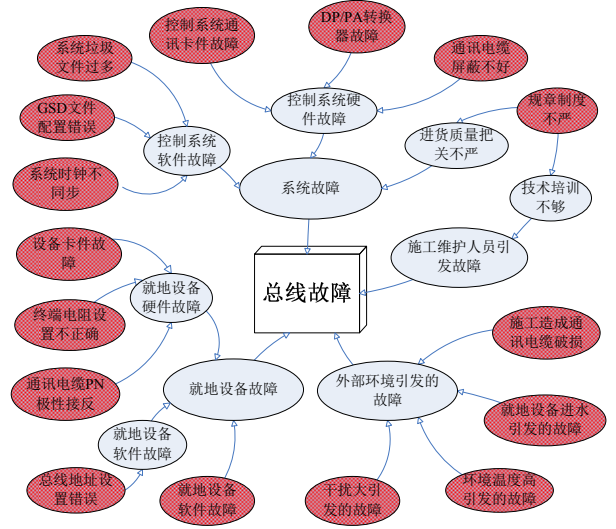 控制系统通
讯卡件故障
DP/PA转换
器故障
通讯电缆
屏蔽不好
系统垃圾
文件过多
GSD文件
配置错误
控制系统
软件故障
控制系统硬
件故障
进货质量把
关不严
规章制度
不严
系统时钟不
同步
系统故障
技术培训
不够
设备卡件故
障
施工维护人员引
发故障
就地设备
硬件故障
总线故障
终端电阻设
置不正确
施工造成通
讯电缆破损
通讯电缆PN
极性接反
就地设备故障
外部环境引发的
故障
就地设备进水
引发的故障
就地设备
软件故障
总线地址设
置错误
就地设备
软件故障
干扰大引
发的故障
环境温度高
引发的故障